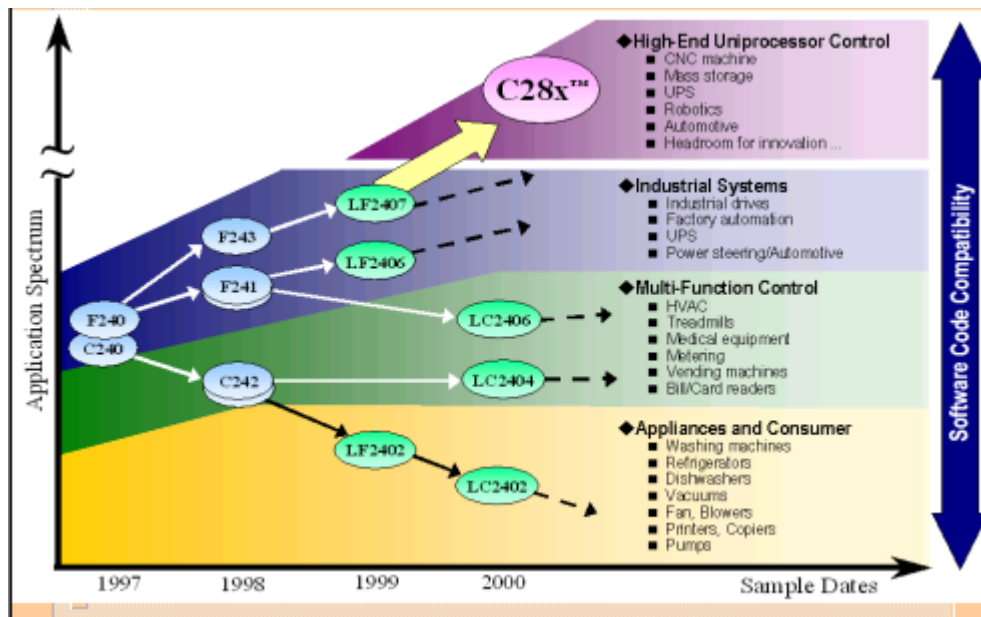 ◆High-End Uniprocessor Control
■ CNC machine
■ Mass storage
■ UPS
■ Robotics
■ Automotive
■ Headroom for innovation ...
C28x™
◆Industrial Systems
■ Industrial drives
■ Factory automation
■ UPS
■ Power steering/Automotive
LF2407
F243
LF2406
F241
◆Multi-Function Control
■ HVAC
■ Treadmills
■ Medical equipment
■ Metering
■ Vending machines
■ Bill/Card readers
F240
C240
LC2406
C242
LC2404
◆Appliances and Consumer
■ Washing machines
■ Refrigerators
■ Dishwashers
■ Vacuums
■ Fan, Blowers
■ Printers, Copiers
■ Pumps
LF2402
LC2402
Application Spectrum
Software Code Compatibility
1997 1998 1999 2000 Sample Dates